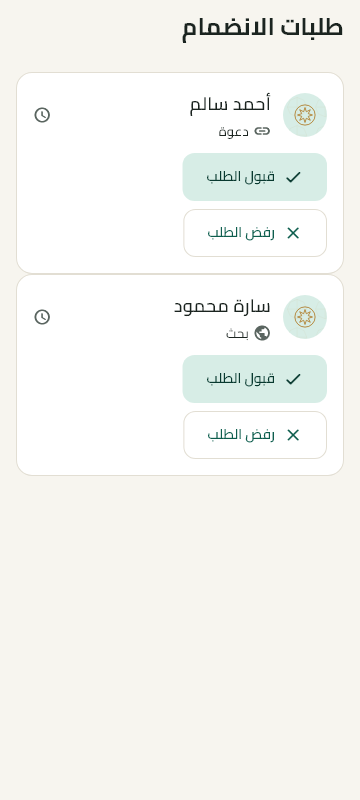 طلبات الانضمام
أحمد سالم
دعوة
قبول الطلب
رفض الطلب
سارة محمود
بحث
قبول الطلب
رفض الطلب